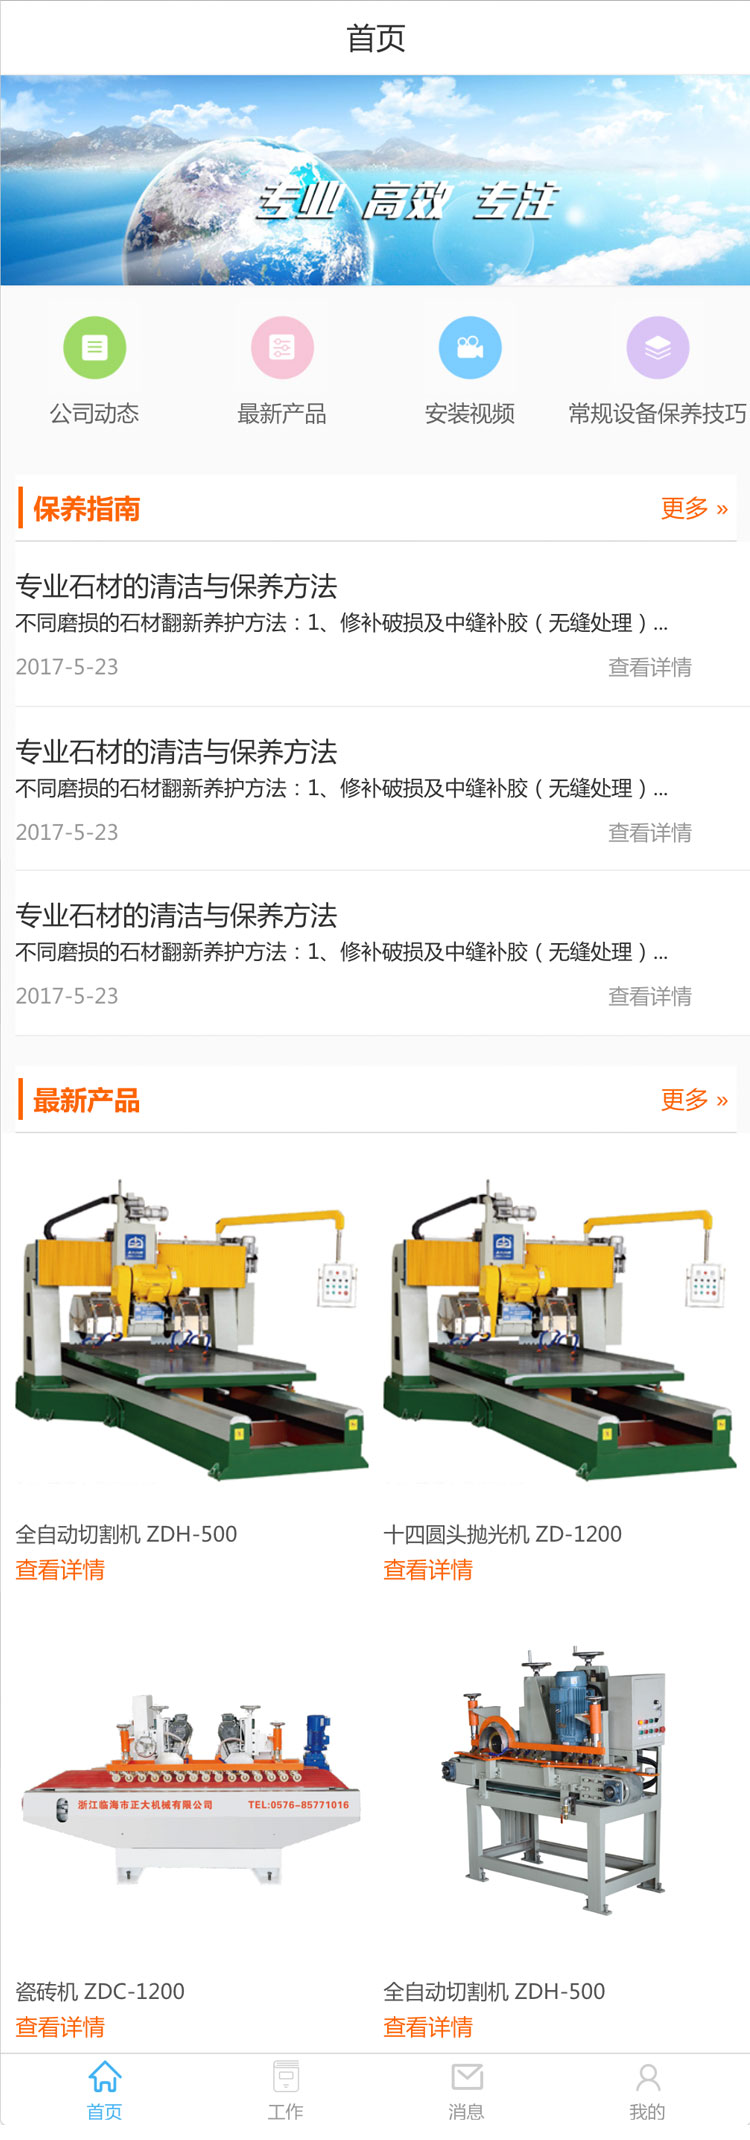 首页
专业 高效 专注
公司动态
最新产品
安装视频
常规设备保养技巧
保养指南
更多 »
专业石材的清洁与保养方法
不同磨损的石材翻新养护方法：1、修补破损及中缝补胶（无缝处理）...
2017-5-23
查看详情
专业石材的清洁与保养方法
不同磨损的石材翻新养护方法：1、修补破损及中缝补胶（无缝处理）...
2017-5-23
查看详情
专业石材的清洁与保养方法
不同磨损的石材翻新养护方法：1、修补破损及中缝补胶（无缝处理）...
2017-5-23
查看详情
最新产品
更多 »
全自动切割机 ZDH-500
查看详情
十四圆头抛光机 ZD-1200
查看详情
浙江临海市正大机械有限公司 TEL:0576-85771016
瓷砖机 ZDC-1200
查看详情
全自动切割机 ZDH-500
查看详情
首页
工作
消息
我的